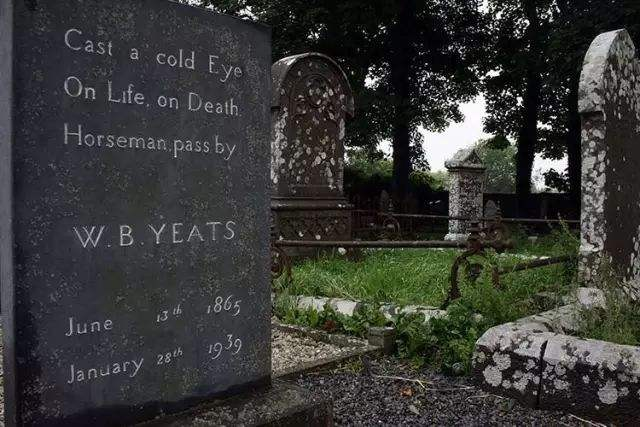 Cast a cold Eye
On Life, on Death.
Horseman, pass by
W. B. YEATS
June 13th 1865
January 28th 1939